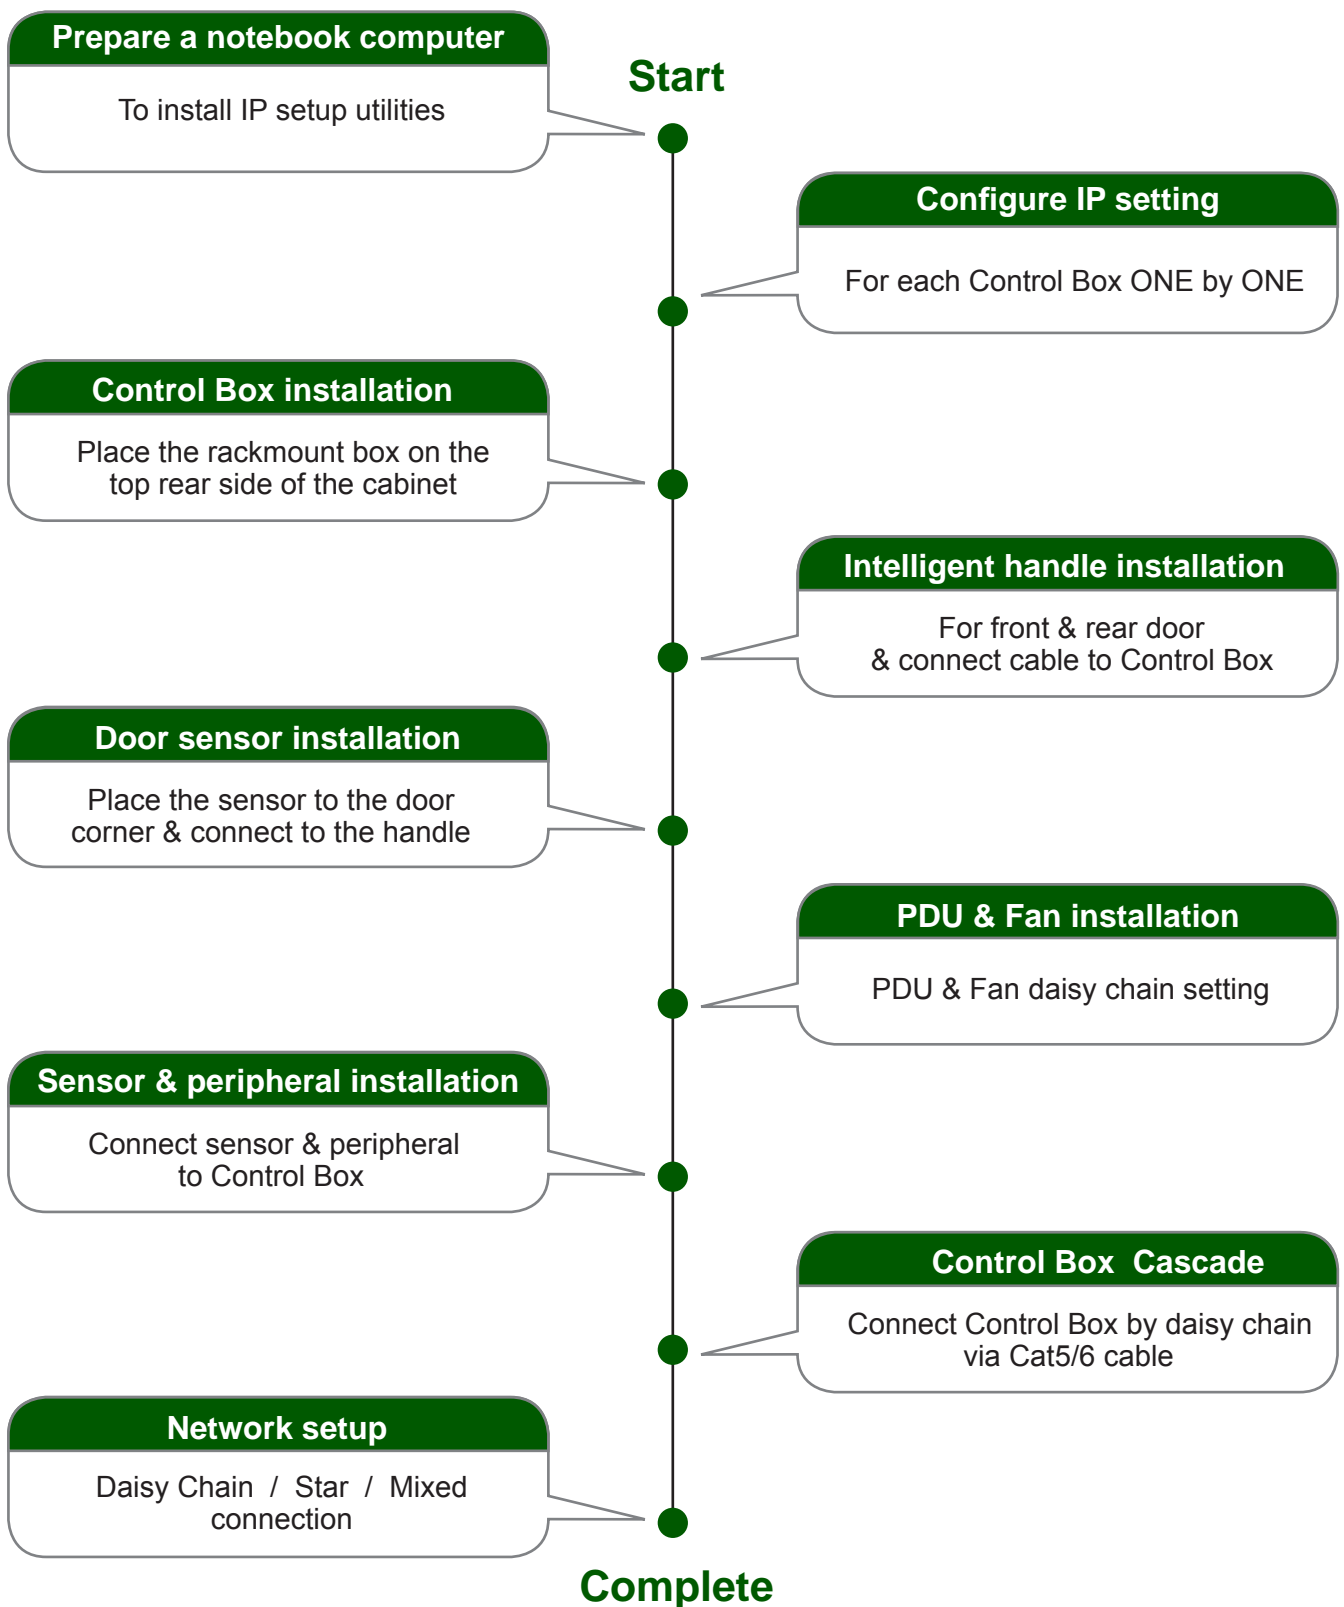 Prepare a notebook computer
To install IP setup utilities
Start
Configure IP setting
For each Control Box ONE by ONE
Control Box installation
Place the rackmount box on the
top rear side of the cabinet
Intelligent handle installation
For front & rear door
& connect cable to Control Box
Door sensor installation
Place the sensor to the door
corner & connect to the handle
PDU & Fan installation
PDU & Fan daisy chain setting
Sensor & peripheral installation
Connect sensor & peripheral
to Control Box
Control Box Cascade
Connect Control Box by daisy chain
via Cat5/6 cable
Network setup
Daisy Chain / Star / Mixed
connection
Complete